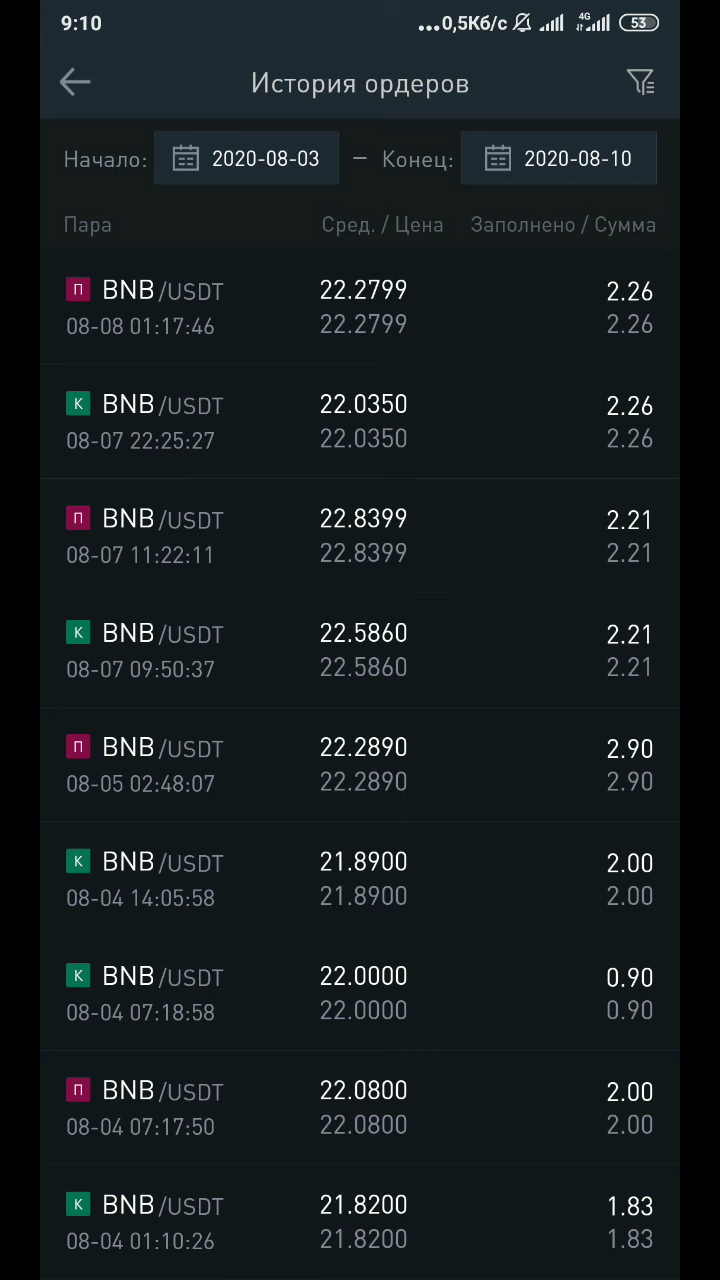 9:10 ...0,5Кб/с 4G 53
История ордеров
Начало: 2020-08-03 – Конец: 2020-08-10
Пара Сред. / Цена Заполнено / Сумма
П BNB/USDT 22.2799 2.26
08-08 01:17:46 22.2799 2.26
К BNB/USDT 22.0350 2.26
08-07 22:25:27 22.0350 2.26
П BNB/USDT 22.8399 2.21
08-07 11:22:11 22.8399 2.21
К BNB/USDT 22.5860 2.21
08-07 09:50:37 22.5860 2.21
П BNB/USDT 22.2890 2.90
08-05 02:48:07 22.2890 2.90
К BNB/USDT 21.8900 2.00
08-04 14:05:58 21.8900 2.00
К BNB/USDT 22.0000 0.90
08-04 07:18:58 22.0000 0.90
П BNB/USDT 22.0800 2.00
08-04 07:17:50 22.0800 2.00
К BNB/USDT 21.8200 1.83
08-04 01:10:26 21.8200 1.83